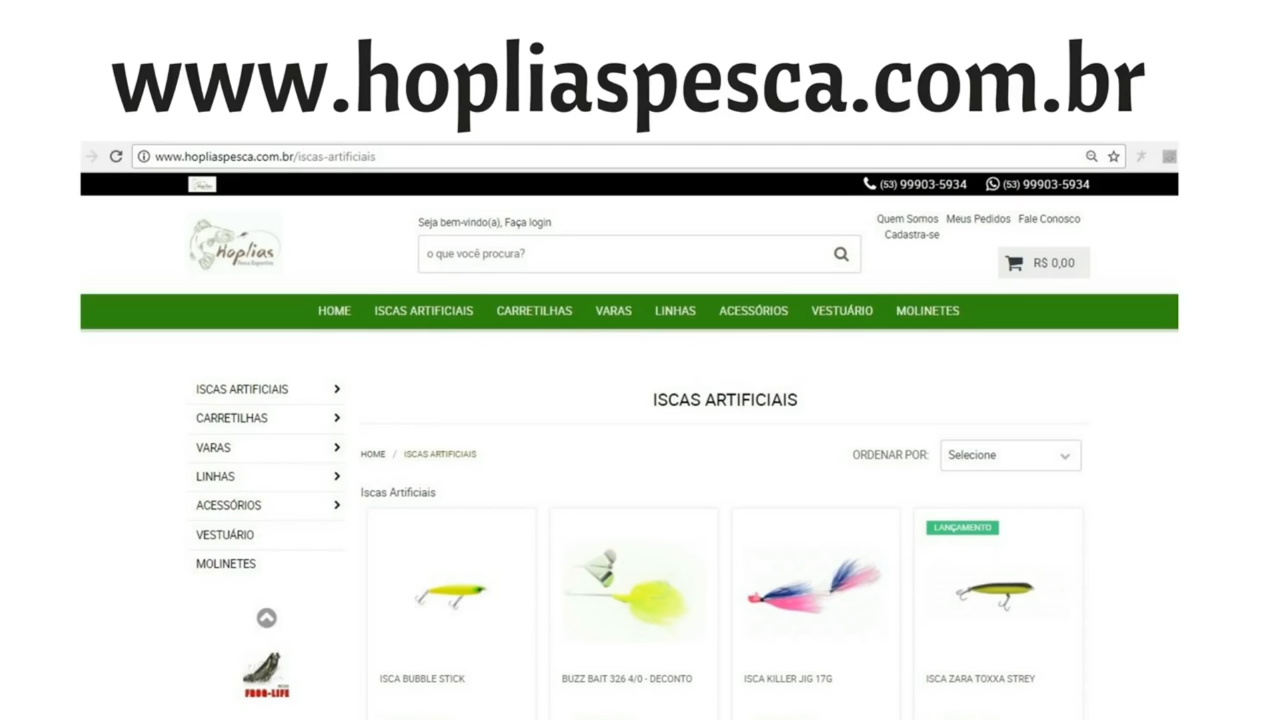 www.hopliaspesca.com.br
www.hopliaspesca.com.br/iscas-artificiais
(53) 99903-5934 (53) 99903-5934
Hoplias
Seja bem-vindo(a), Faça login
Quem Somos Meus Pedidos Fale Conosco
Cadastra-se
o que você procura?
R$ 0,00
HOME ISCAS ARTIFICIAIS CARRETILHAS VARAS LINHAS ACESSÓRIOS VESTUÁRIO MOLINETES
ISCAS ARTIFICIAIS
CARRETILHAS
VARAS
LINHAS
ACESSÓRIOS
VESTUÁRIO
MOLINETES
FROG-LIFE
ISCAS ARTIFICIAIS
HOME / ISCAS ARTIFICIAIS
ORDENAR POR: Selecione
Iscas Artificiais
LANÇAMENTO
ISCA BUBBLE STICK
BUZZ BAIT 326 4/0 - DECONTO
ISCA KILLER JIG 17G
ISCA ZARA TOXXA STREY